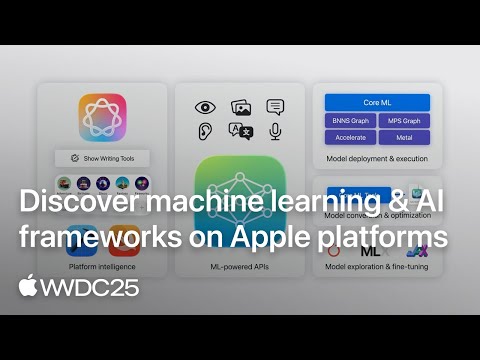 Show Writing Tools
Platform intelligence
ML-powered APIs
Core ML
BNNS Graph
MPS Graph
Accelerate
Metal
Model deployment & execution
Model conversion & optimization
MLX
Model exploration & fine-tuning
Discover machine learning & AI
frameworks on Apple platforms
WWDC25